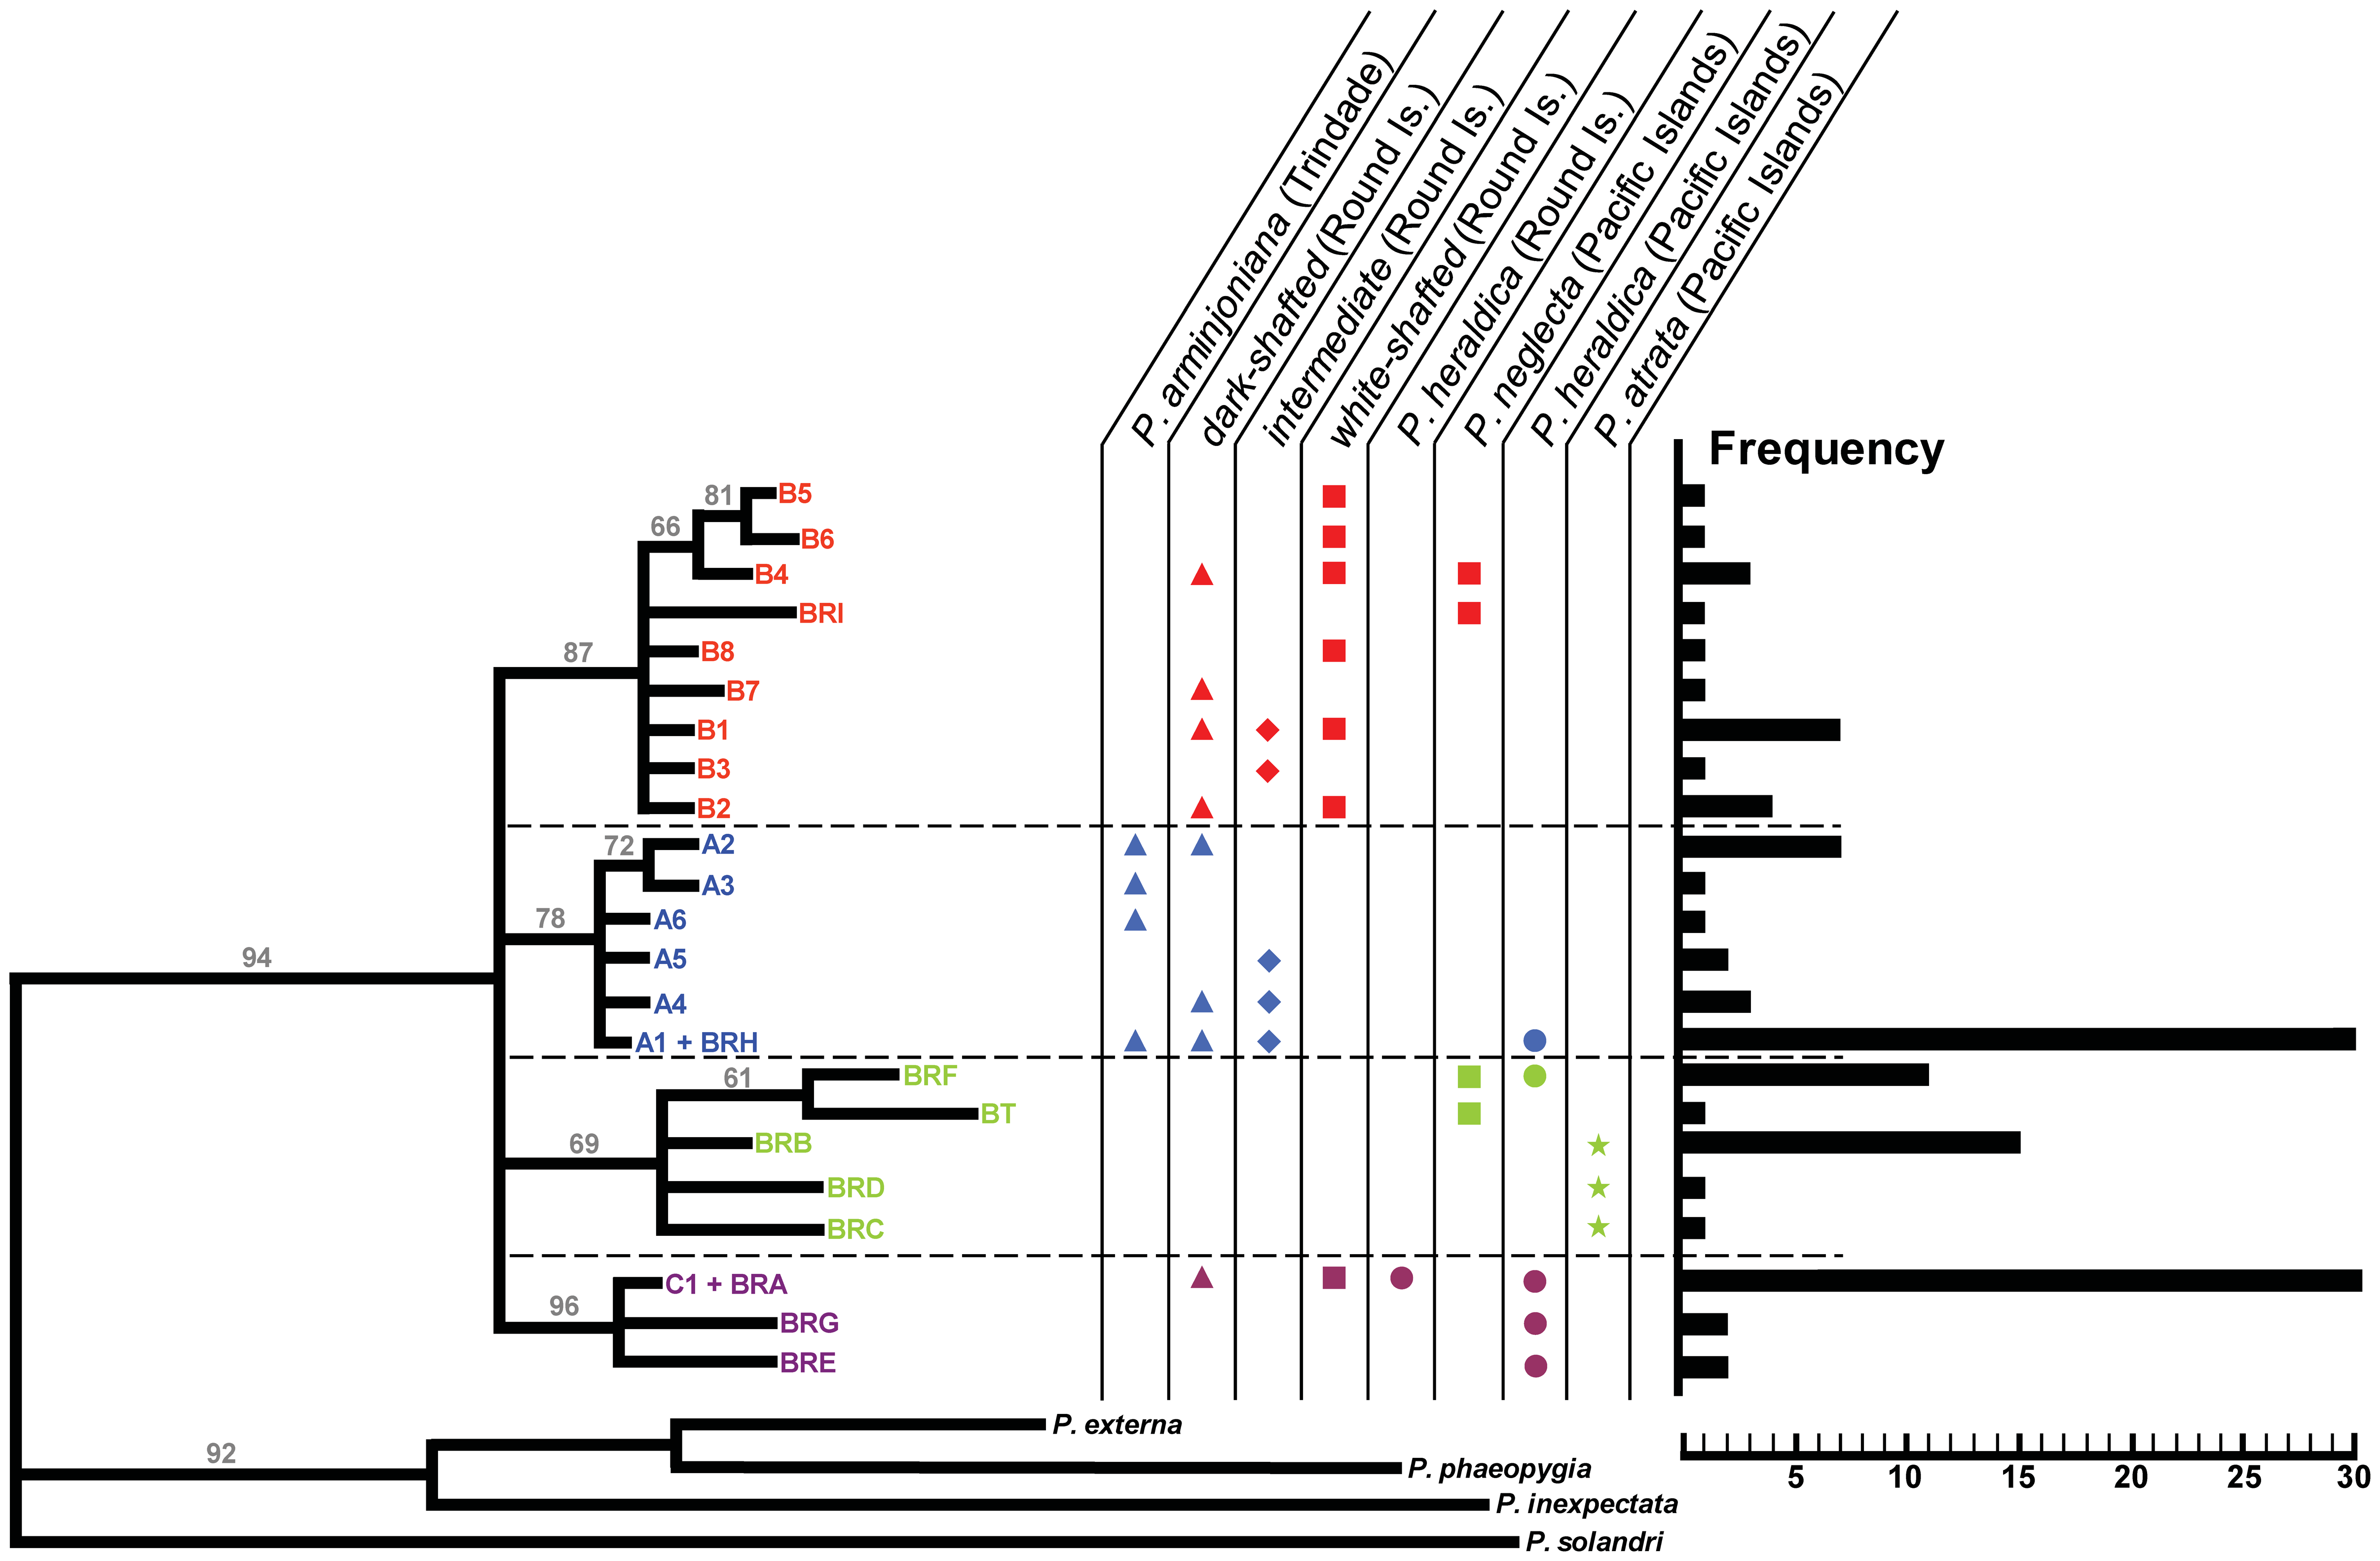 P. arminjoniana (Trindade)
dark-shafted (Round Is.)
intermediate (Round Is.)
white-shafted (Round Is.)
P. heraldica (Round Is.)
P. neglecta (Pacific Islands)
P. heraldica (Pacific Islands)
P. atrata (Pacific Islands)
Frequency
81
B5
66
B6
B4
BRI
87
B8
B7
B1
B3
B2
72
A2
A3
78
A6
94
A5
A4
A1 + BRH
61
BRF
BT
69
BRB
BRD
BRC
C1 + BRA
96
BRG
BRE
P. externa
92
P. phaeopygia
P. inexpectata
P. solandri
5 10 15 20 25 30